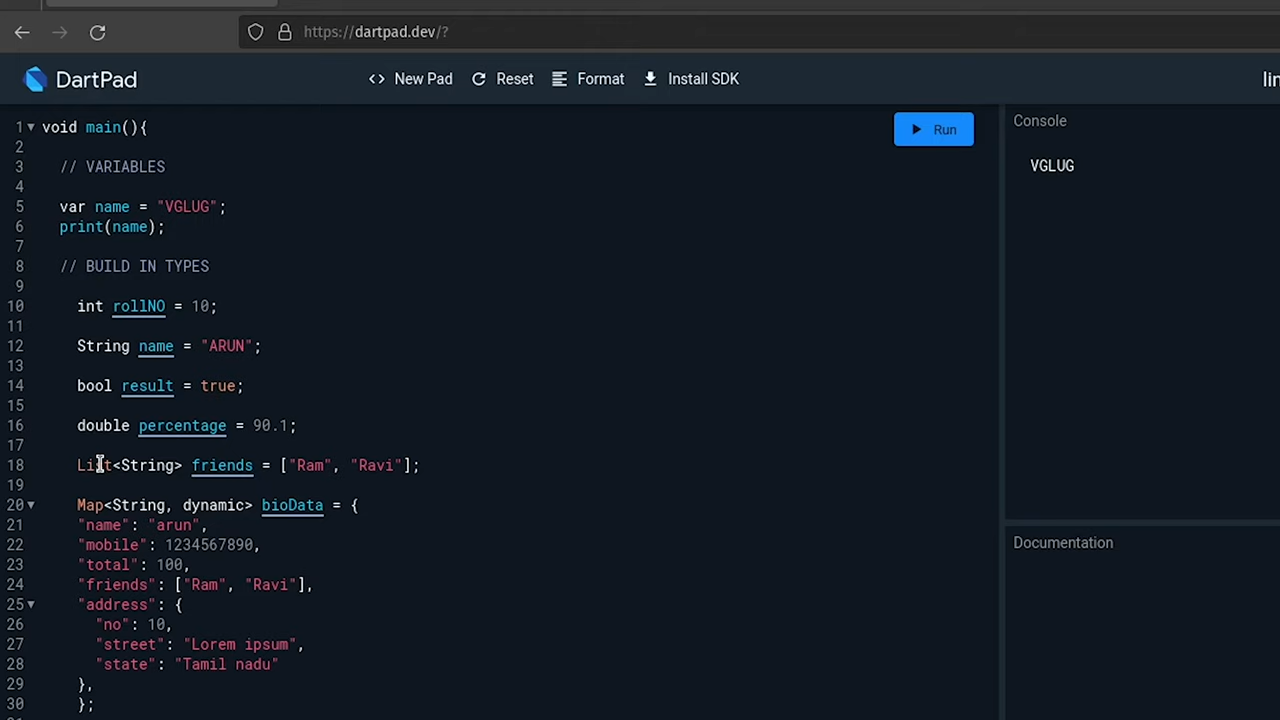 https://dartpad.dev/?
DartPad
<> New Pad
Reset
Format
Install SDK
1 void main(){
2
3 // VARIABLES
4
5 var name = "VGLUG";
6 print(name);
7
8 // BUILD IN TYPES
9
10 int rollNO = 10;
11
12 String name = "ARUN";
13
14 bool result = true;
15
16 double percentage = 90.1;
17
18 List<String> friends = ["Ram", "Ravi"];
19
20 Map<String, dynamic> bioData = {
21 "name": "arun",
22 "mobile": 1234567890,
23 "total": 100,
24 "friends": ["Ram", "Ravi"],
25 "address": {
26 "no": 10,
27 "street": "Lorem ipsum",
28 "state": "Tamil nadu"
29 },
30 };
Run
Console
VGLUG
Documentation